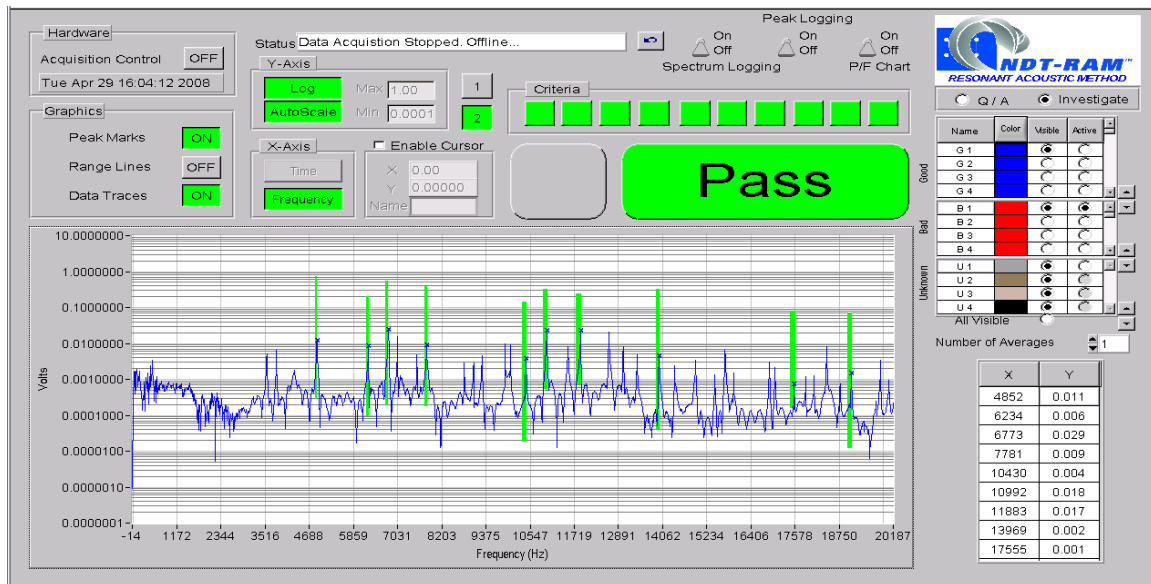 Hardware
Acquisition Control OFF
Tue Apr 29 16:04:12 2008
Graphics
Peak Marks ON
Range Lines OFF
Data Traces ON
Status Data Acquistion Stopped. Offline...
Y-Axis
Log Max 1.00
AutoScale Min 0.0001
1
2
X-Axis
Time
Frequency
Enable Cursor
X 0.00
Y 0.00000
Name
Peak Logging
On On On
Off Off Off
Spectrum Logging P/F Chart
Criteria
Pass
NDT-RAM™
RESONANT ACOUSTIC METHOD
Q / A Investigate
Name Color Visible Active
Good
G 1
G 2
G 3
G 4
Bad
B 1
B 2
B 3
B 4
Unknown
U 1
U 2
U 3
U 4
All Visible
Number of Averages 1
X Y
4852 0.011
6234 0.006
6773 0.029
7781 0.009
10430 0.004
10992 0.018
11883 0.017
13969 0.002
17555 0.001
Volts
10.0000000
1.0000000
0.1000000
0.0100000
0.0010000
0.0001000
0.0000100
0.0000010
0.0000001
-14 1172 2344 3516 4688 5859 7031 8203 9375 10547 11719 12891 14062 15234 16406 17578 18750 20187
Frequency (Hz)